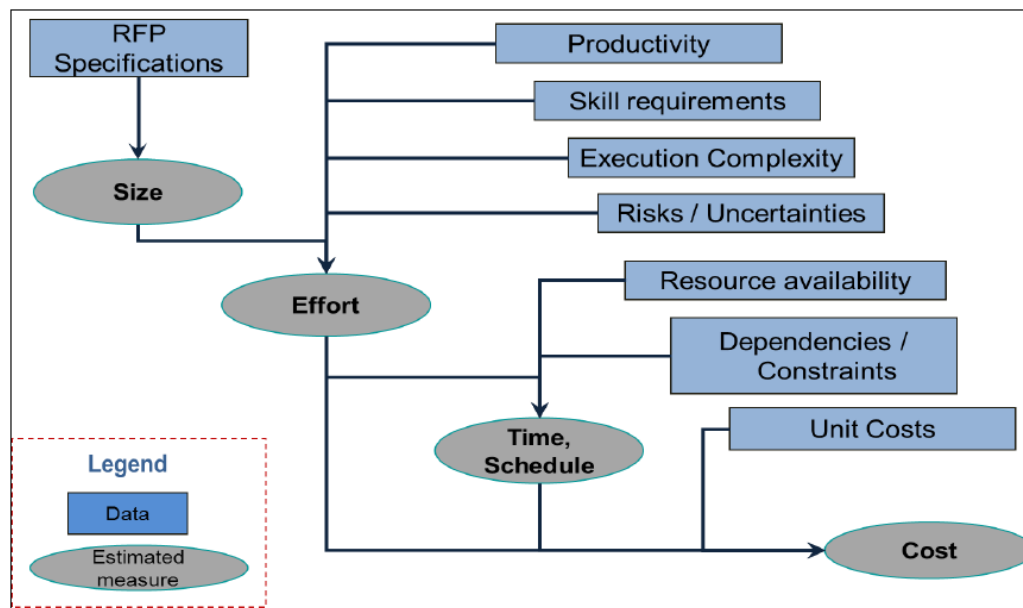 RFP
Specifications
Productivity
Skill requirements
Execution Complexity
Size
Risks / Uncertainties
Effort
Resource availability
Dependencies /
Constraints
Time,
Schedule
Unit Costs
Legend
Data
Estimated
measure
Cost